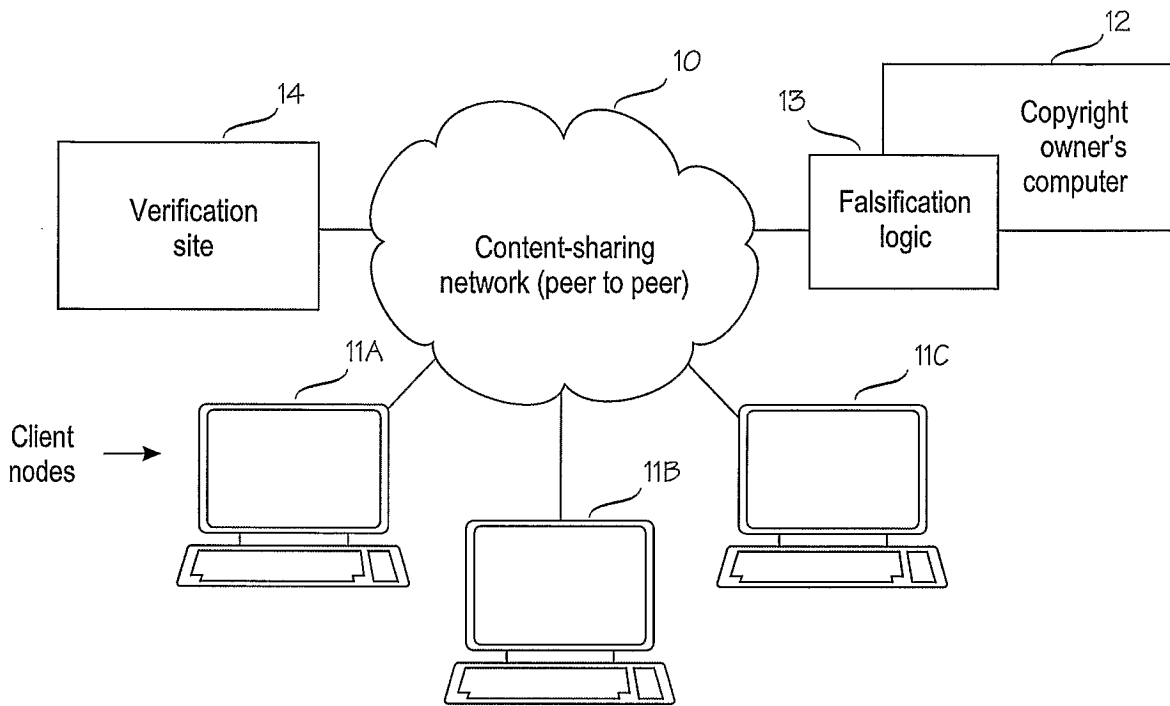 10
12
14
13
Copyright
owner's
computer
Verification
site
Falsification
logic
Content-sharing
network (peer to peer)
11A
11C
Client
nodes
11B